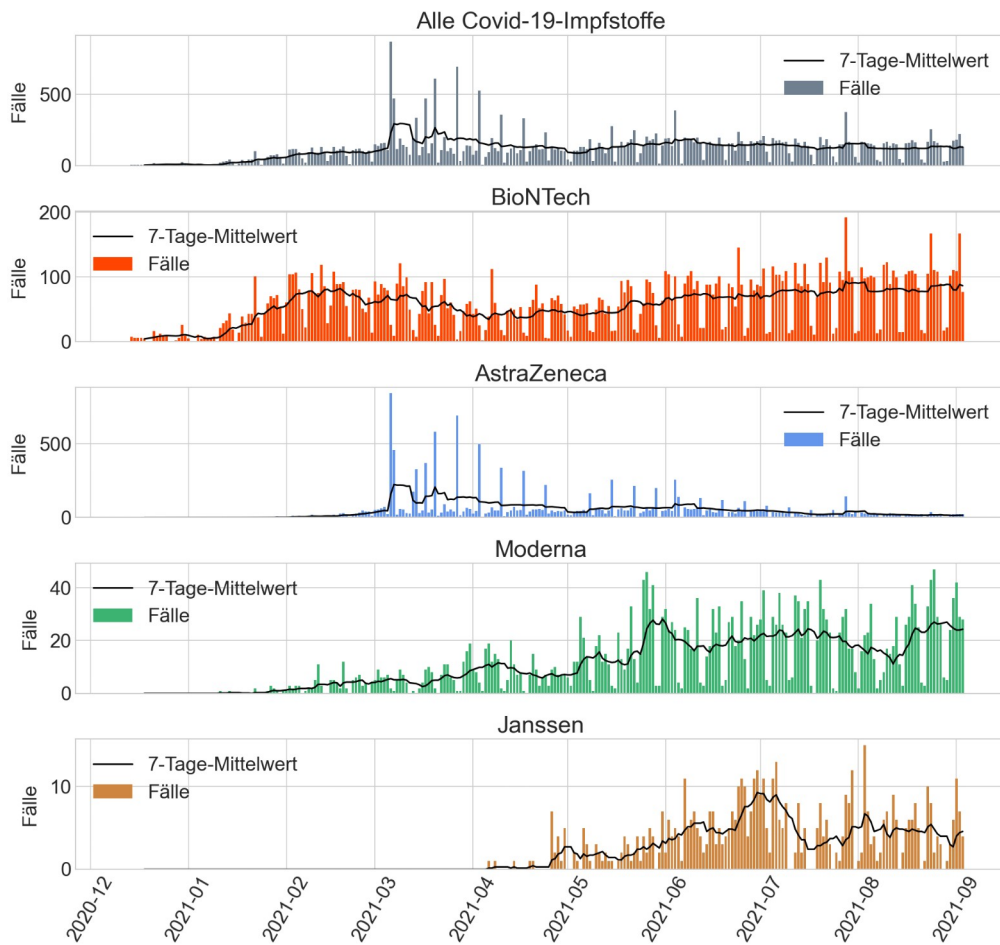 Alle Covid-19-Impfstoffe
Fälle
500
0
7-Tage-Mittelwert
Fälle
BioNTech
Fälle
200
100
0
7-Tage-Mittelwert
Fälle
AstraZeneca
Fälle
500
0
7-Tage-Mittelwert
Fälle
Moderna
Fälle
40
20
0
7-Tage-Mittelwert
Fälle
Janssen
Fälle
10
0
7-Tage-Mittelwert
Fälle
2020-12
2021-01
2021-02
2021-03
2021-04
2021-05
2021-06
2021-07
2021-08
2021-09